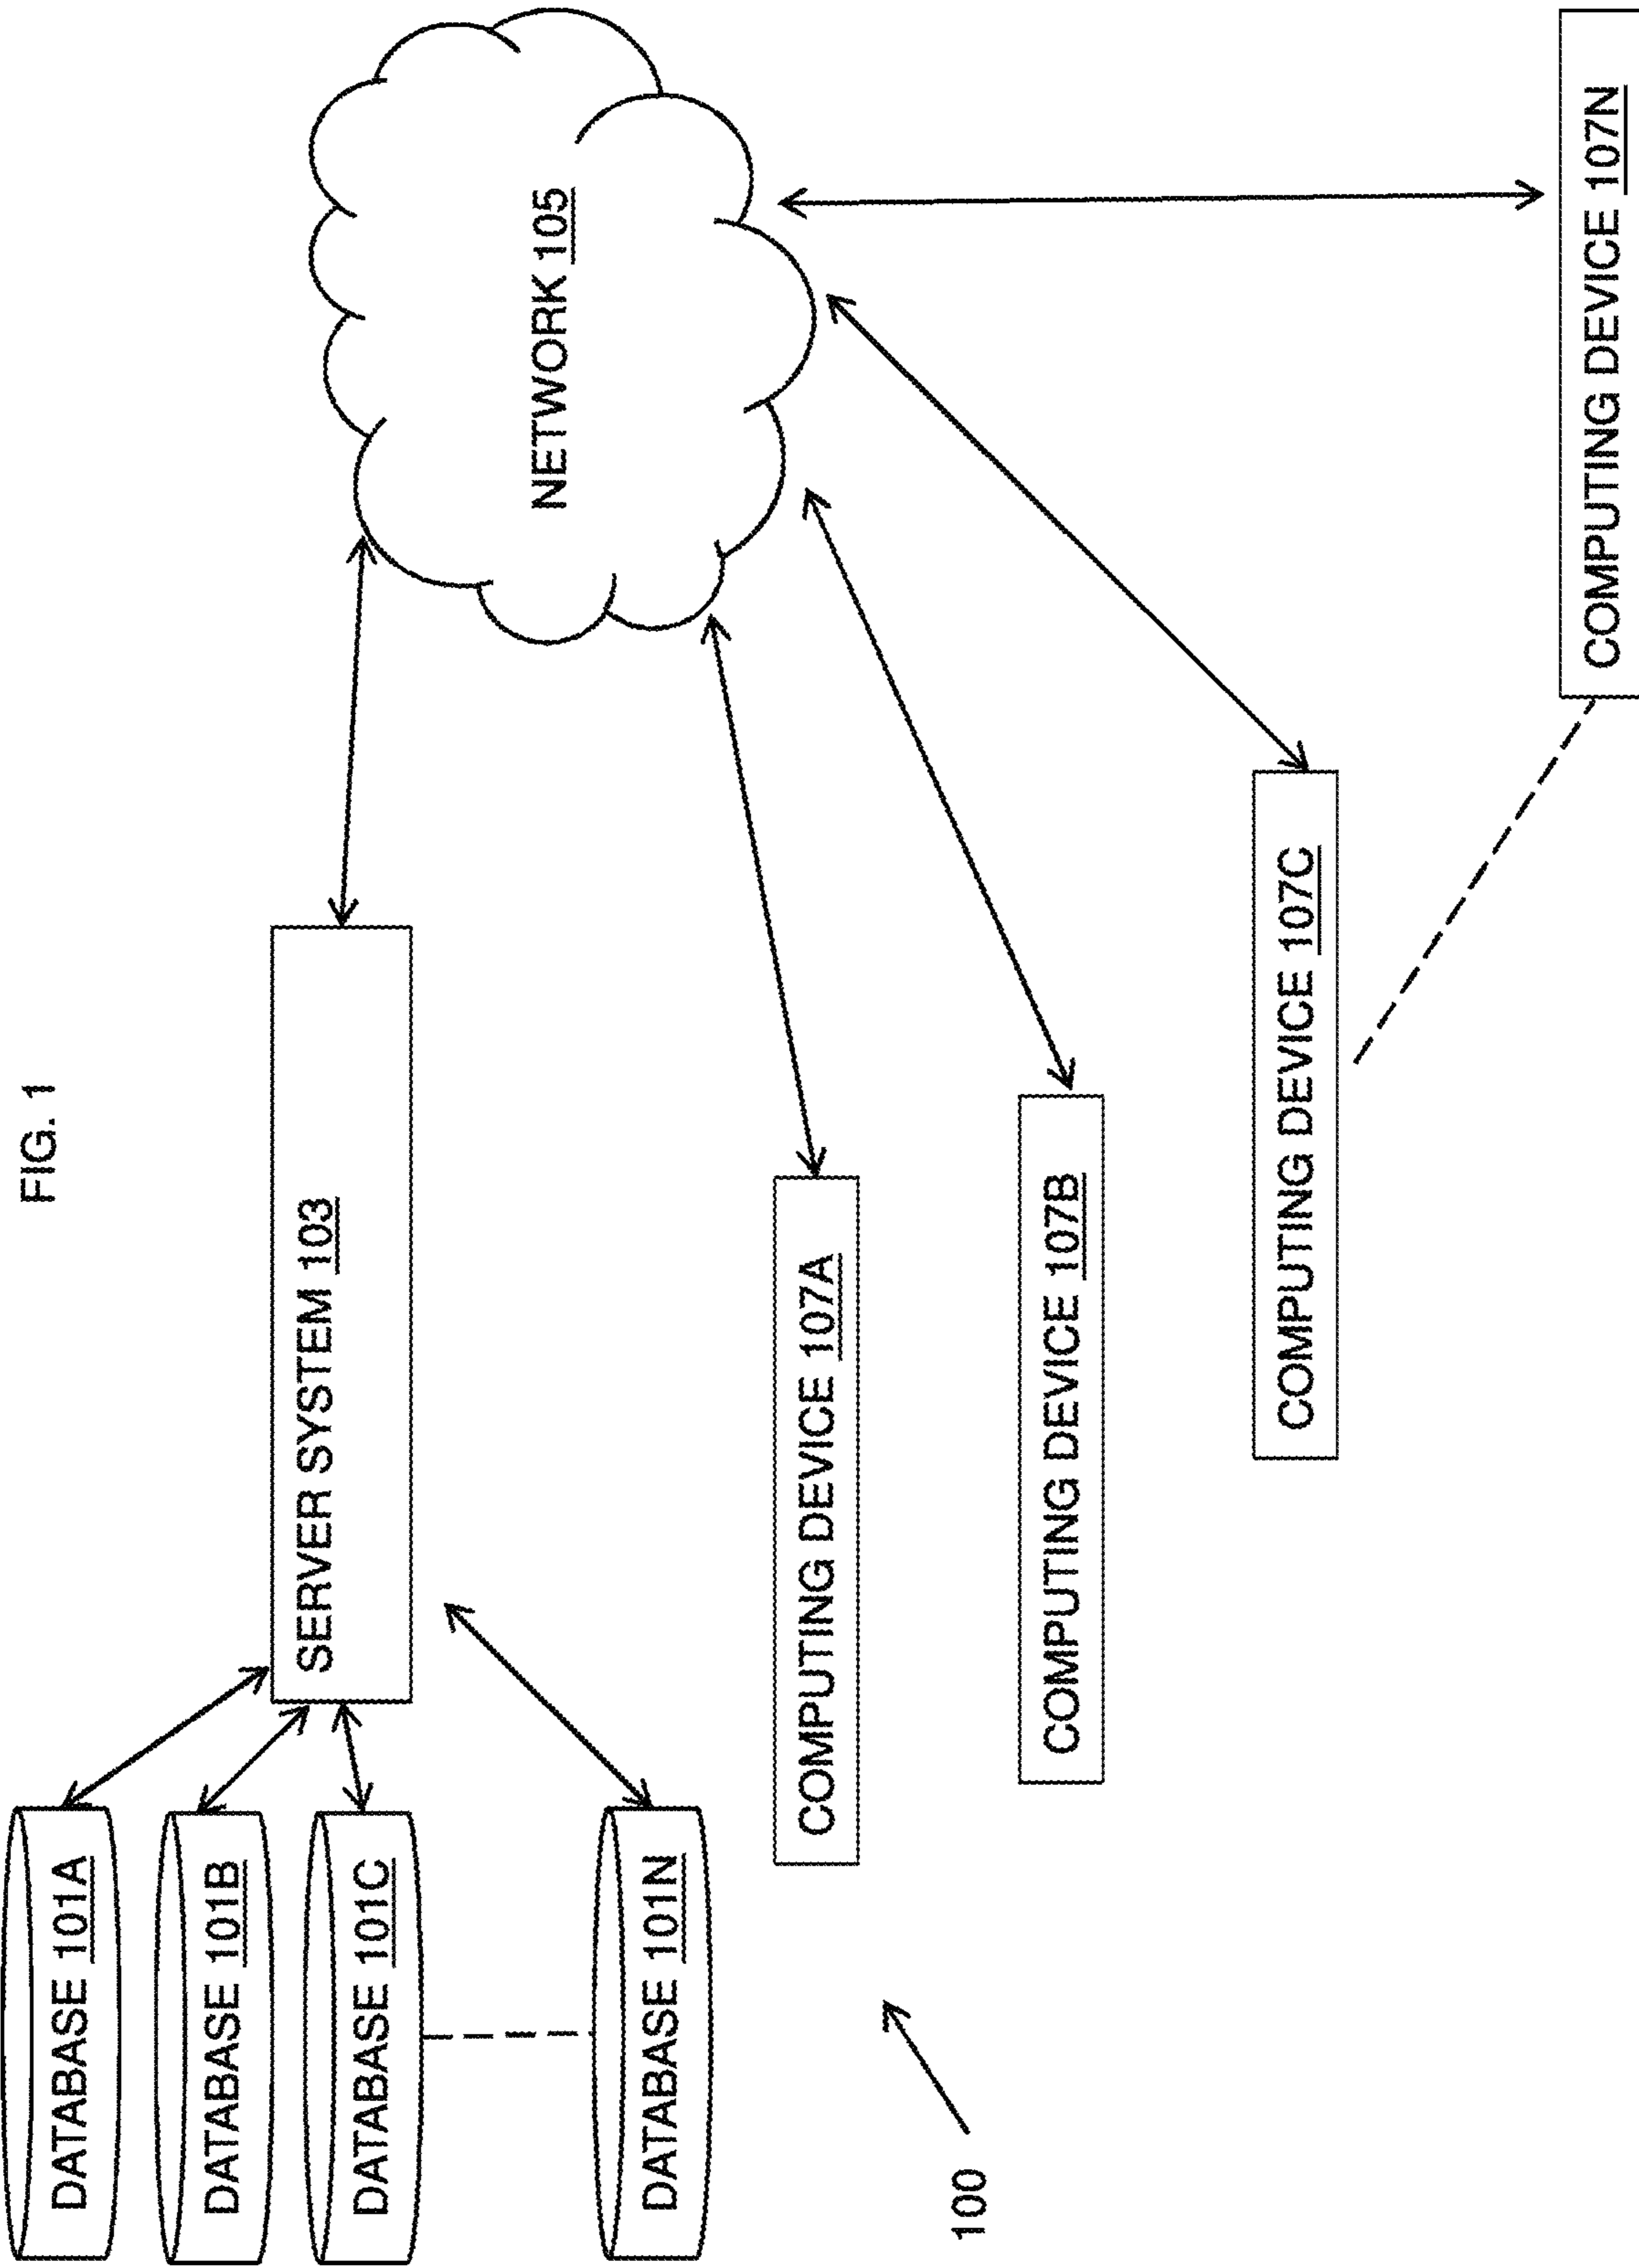 FIG. 1
DATABASE 101A
DATABASE 101B
DATABASE 101C
DATABASE 101N
SERVER SYSTEM 103
NETWORK 105
COMPUTING DEVICE 107A
COMPUTING DEVICE 107B
COMPUTING DEVICE 107C
COMPUTING DEVICE 107N
100